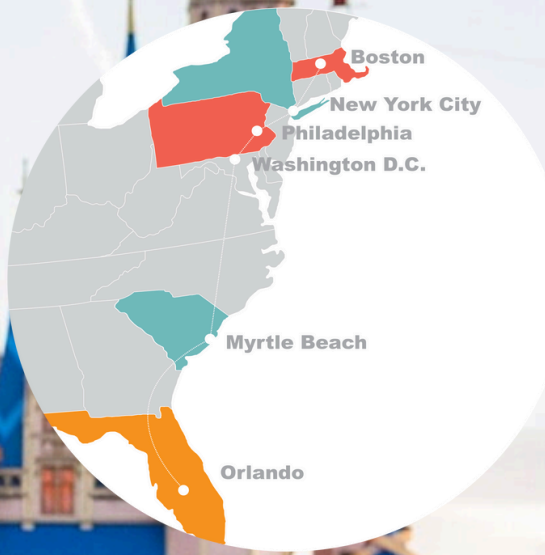 Boston
New York City
Philadelphia
Washington D.C.
Myrtle Beach
Orlando